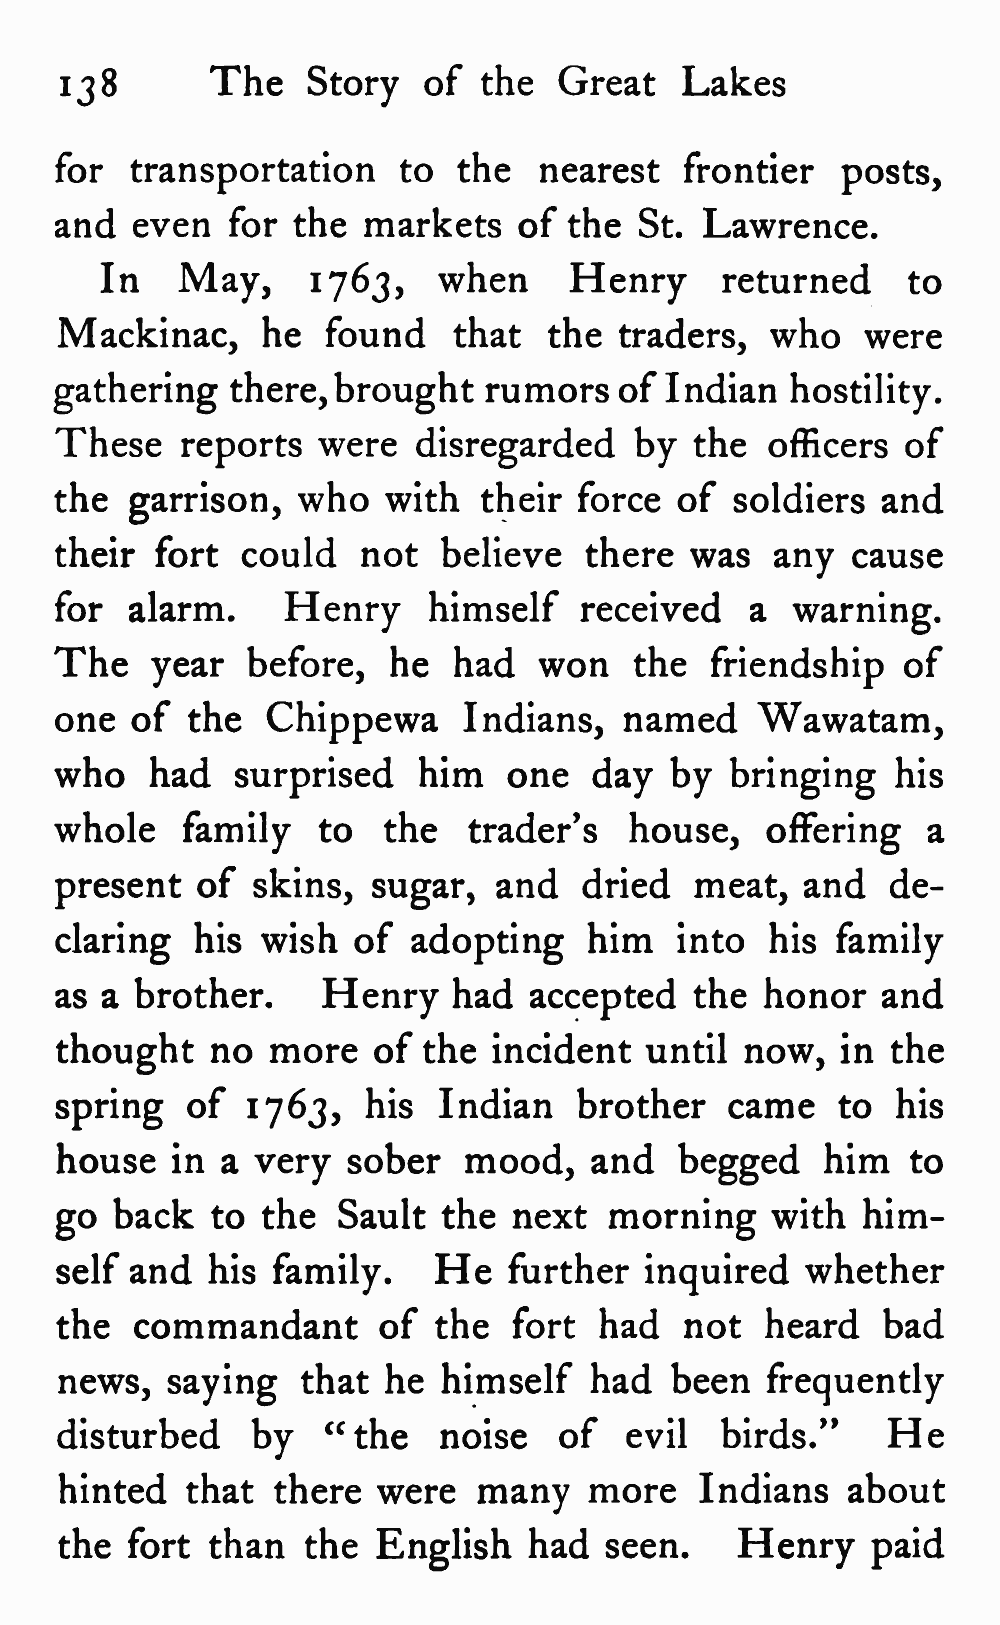 138 The Story of the Great Lakes
for transportation to the nearest frontier posts,
and even for the markets of the St. Lawrence.
In May, 1763, when Henry returned to
Mackinac, he found that the traders, who were
gathering there, brought rumors of Indian hostility.
These reports were disregarded by the officers of
the garrison, who with their force of soldiers and
their fort could not believe there was any cause
for alarm. Henry himself received a warning.
The year before, he had won the friendship of
one of the Chippewa Indians, named Wawatam,
who had surprised him one day by bringing his
whole family to the trader's house, offering a
present of skins, sugar, and dried meat, and de-
claring his wish of adopting him into his family
as a brother. Henry had accepted the honor and
thought no more of the incident until now, in the
spring of 1763, his Indian brother came to his
house in a very sober mood, and begged him to
go back to the Sault the next morning with him-
self and his family. He further inquired whether
the commandant of the fort had not heard bad
news, saying that he himself had been frequently
disturbed by "the noise of evil birds." He
hinted that there were many more Indians about
the fort than the English had seen. Henry paid